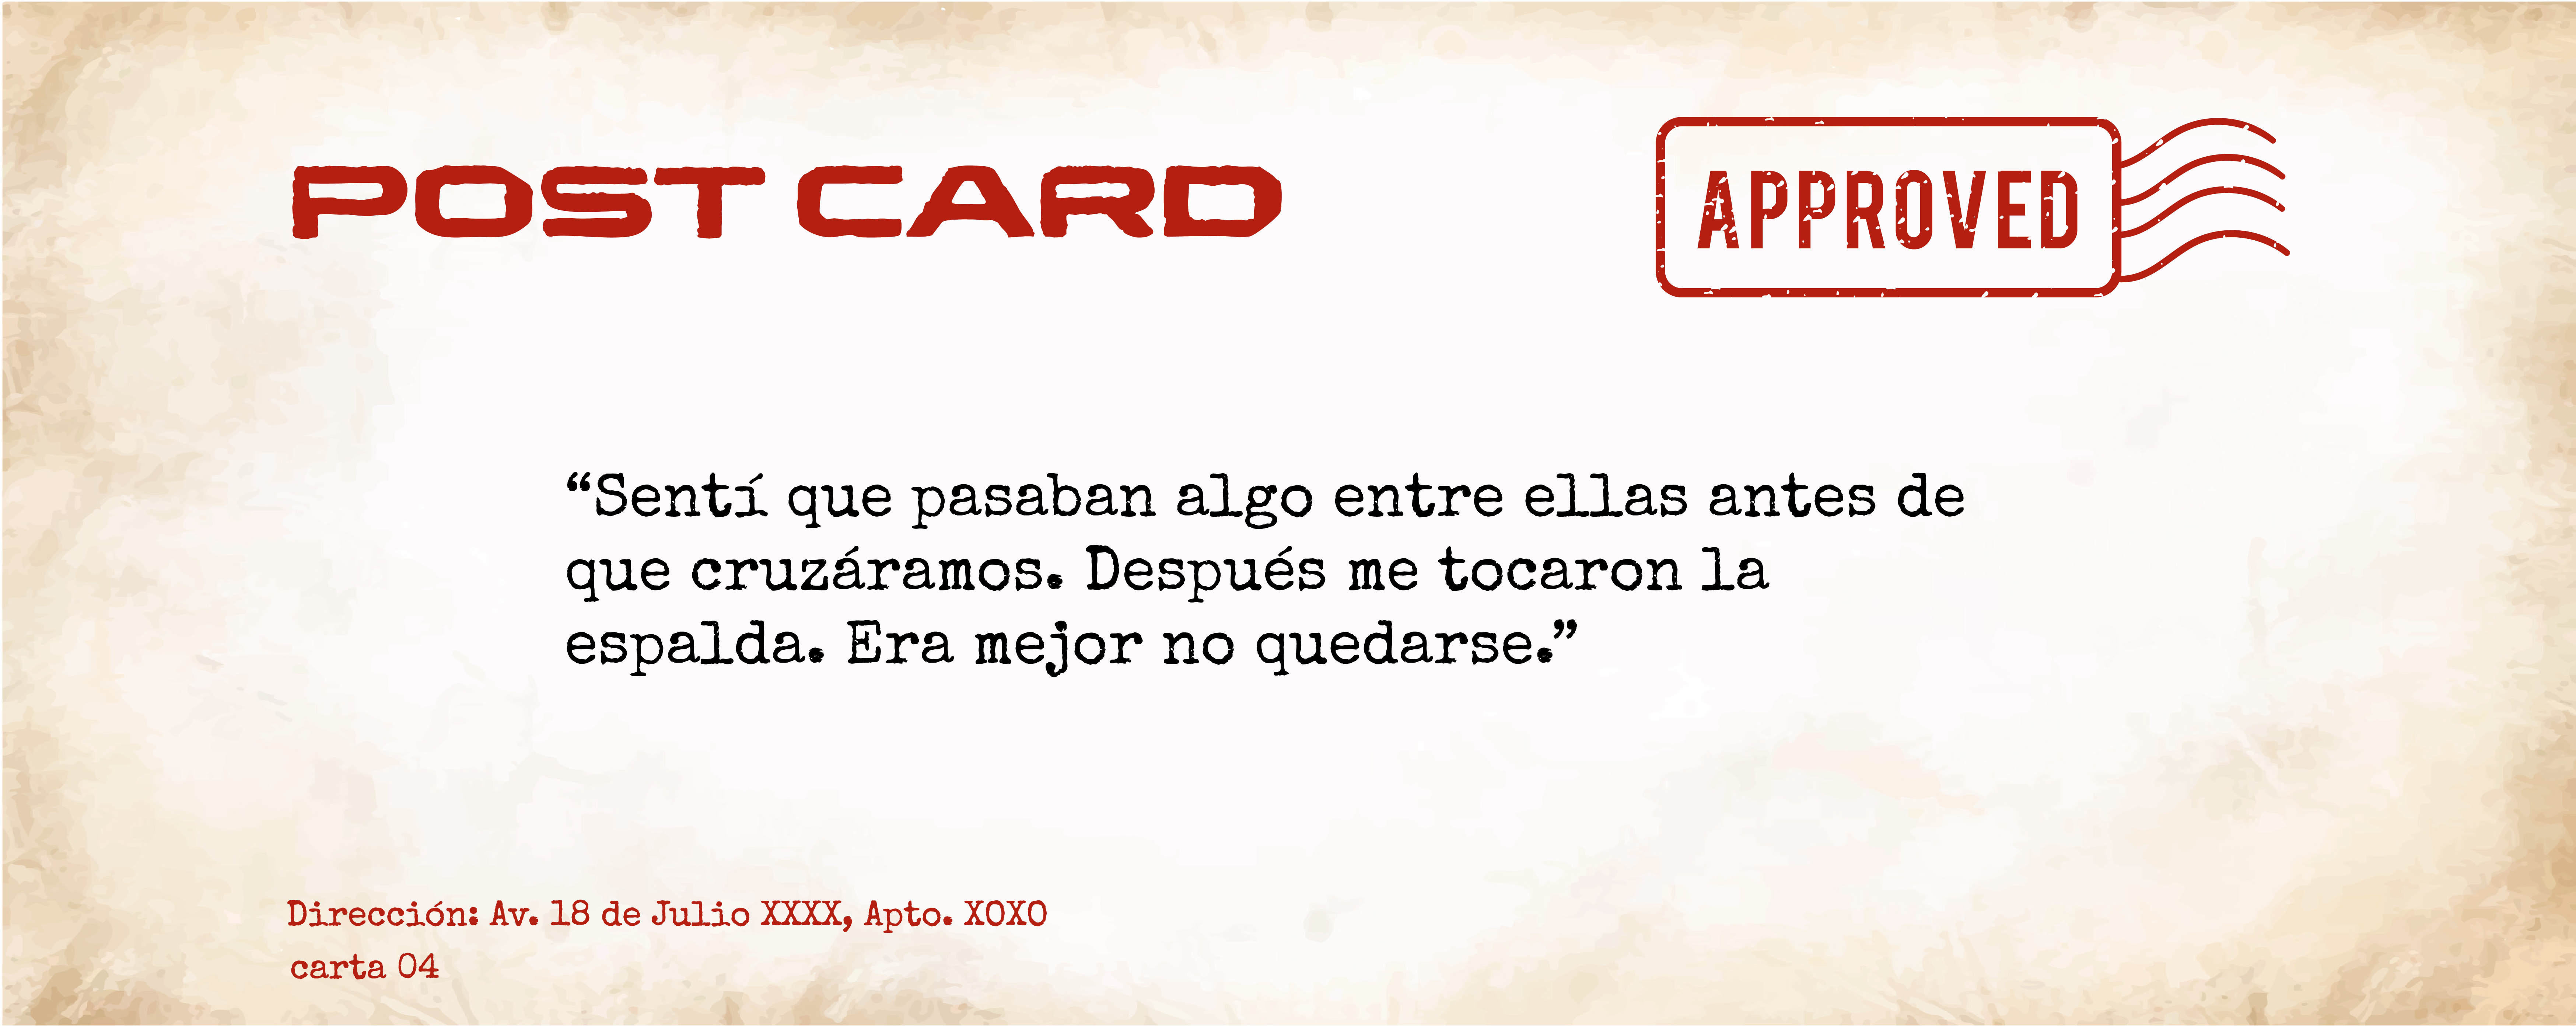 POST CARD
APPROVED
“Sentí que pasaban algo entre ellas antes de
que cruzáramos. Después me tocaron la
espalda. Era mejor no quedarse.”
Dirección: Av. 18 de Julio XXXX, Apto. XOXO
carta 04